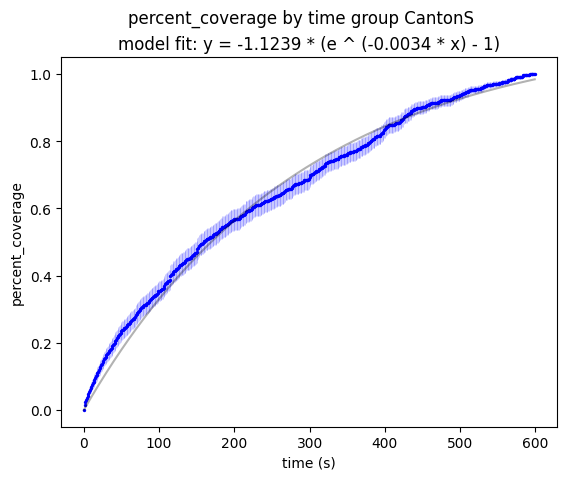 percent_coverage by time group CantonS
model fit: y = -1.1239 * (e ^ (-0.0034 * x) - 1)
1.0
0.8
0.6
0.4
0.2
0.0
percent_coverage
0 100 200 300 400 500 600
time (s)